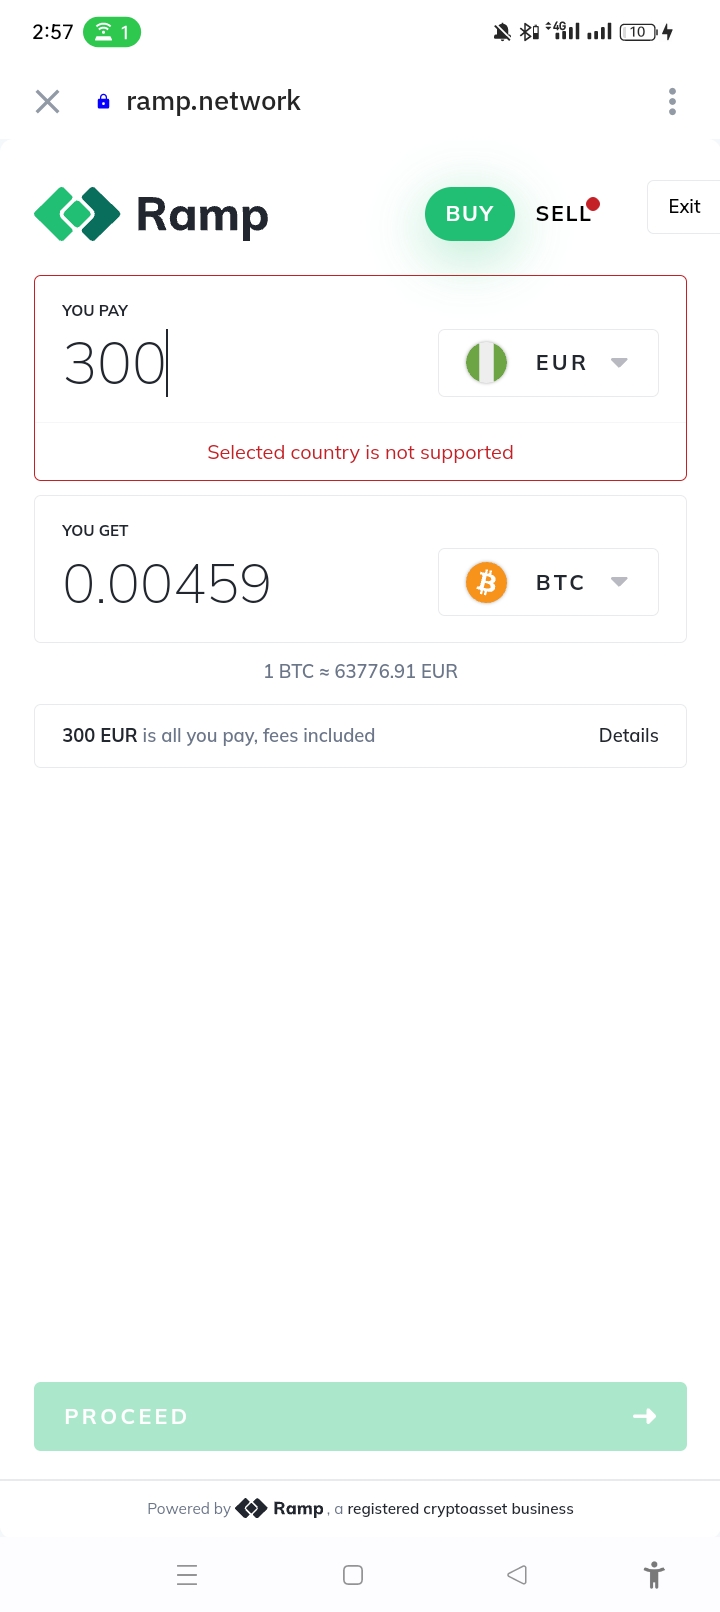 2:57 1 4G 10
ramp.network
Ramp BUY SELL Exit
YOU PAY
300 EUR
Selected country is not supported
YOU GET
0.00459 BTC
1 BTC ≈ 63776.91 EUR
300 EUR is all you pay, fees included Details
PROCEED
Powered by Ramp, a registered cryptoasset business